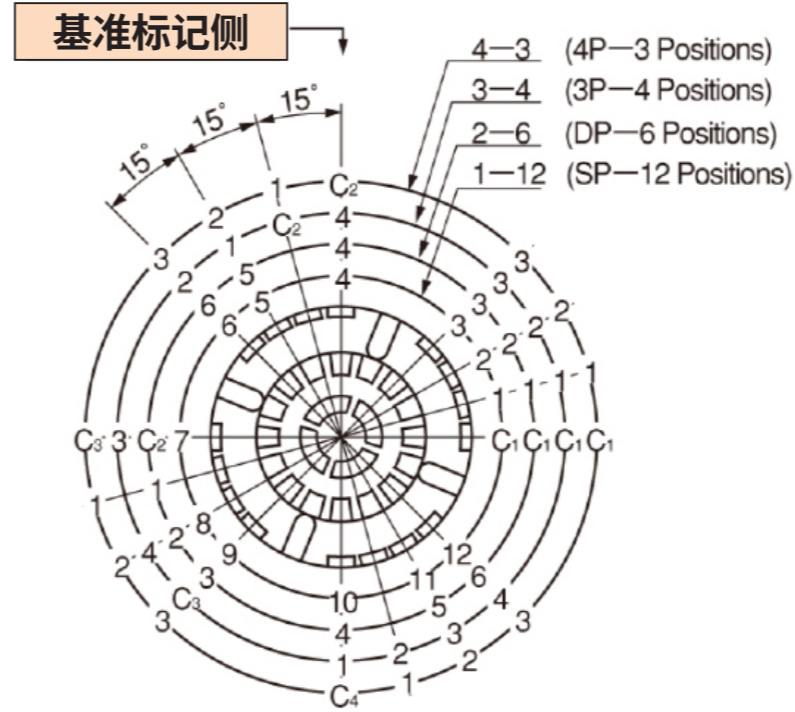 基准标记侧
4—3 (4P—3 Positions)
3—4 (3P—4 Positions)
2—6 (DP—6 Positions)
1—12 (SP—12 Positions)
15° 15° 15°
3 2 1 C2 3 2 1 C1
2 1 C2 4 3 2 1 C1
6 5 4 3 2 1 C1
6 5 4 3 2 1 C1
C3 3 C2 7
1 2 3 C4 1 2 3
4 C3 1 2 3 4
1 2 3 4 5 6
8 9 10 11 12